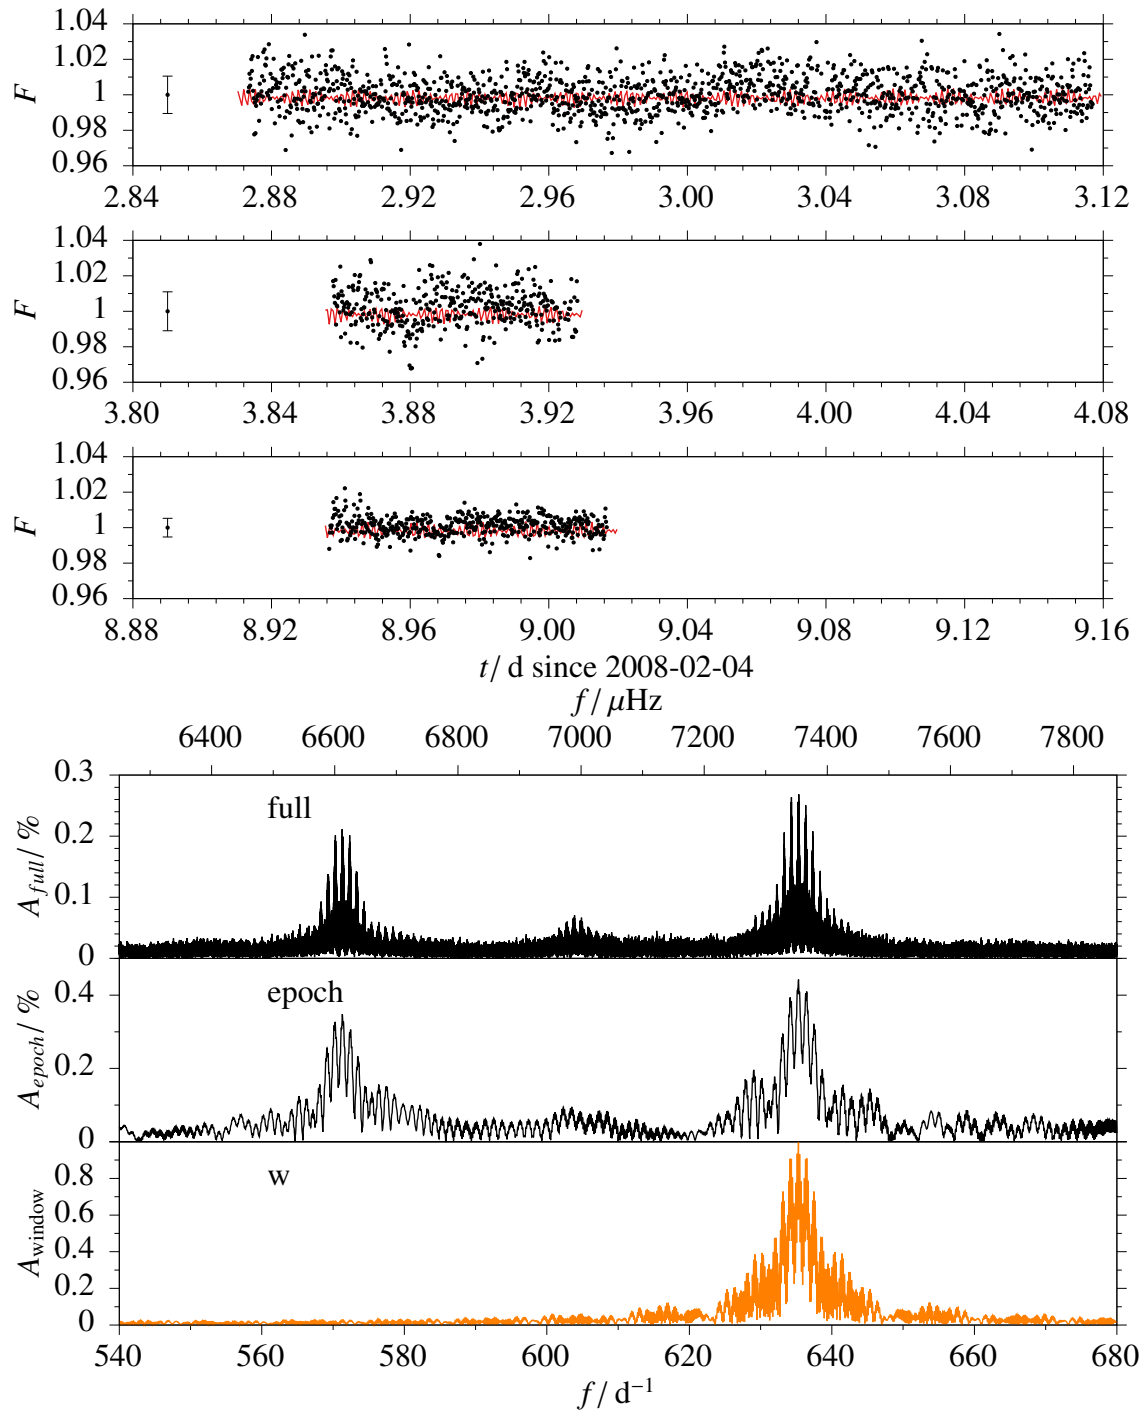 1.04
1.02
F 1
0.98
0.96
2.84 2.88 2.92 2.96 3.00 3.04 3.08 3.12
1.04
1.02
F 1
0.98
0.96
3.80 3.84 3.88 3.92 3.96 4.00 4.04 4.08
1.04
1.02
F 1
0.98
0.96
8.88 8.92 8.96 9.00 9.04 9.08 9.12 9.16
t/ d since 2008-02-04
f / μHz
6400 6600 6800 7000 7200 7400 7600 7800
0.3
full
0.2
A_full/ %
0.1
0
epoch
0.4
A_epoch/ %
0.2
0
w
0.8
0.6
A_window
0.4
0.2
0
540 560 580 600 620 640 660 680
f / d⁻¹